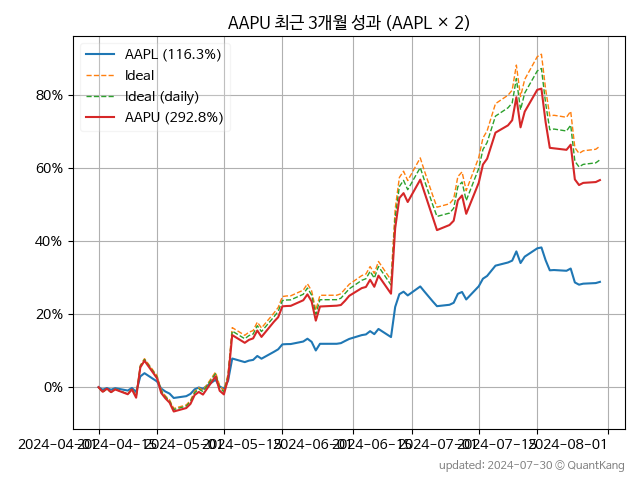 AAPU 최근 3개월 성과 (AAPL × 2)
AAPL (116.3%)
Ideal
Ideal (daily)
AAPU (292.8%)
80%
60%
40%
20%
0%
2024-04-01 2024-04-15 2024-05-01 2024-05-15 2024-06-01 2024-06-15 2024-07-01 2024-07-15 2024-08-01
updated: 2024-07-30 © QuantKang